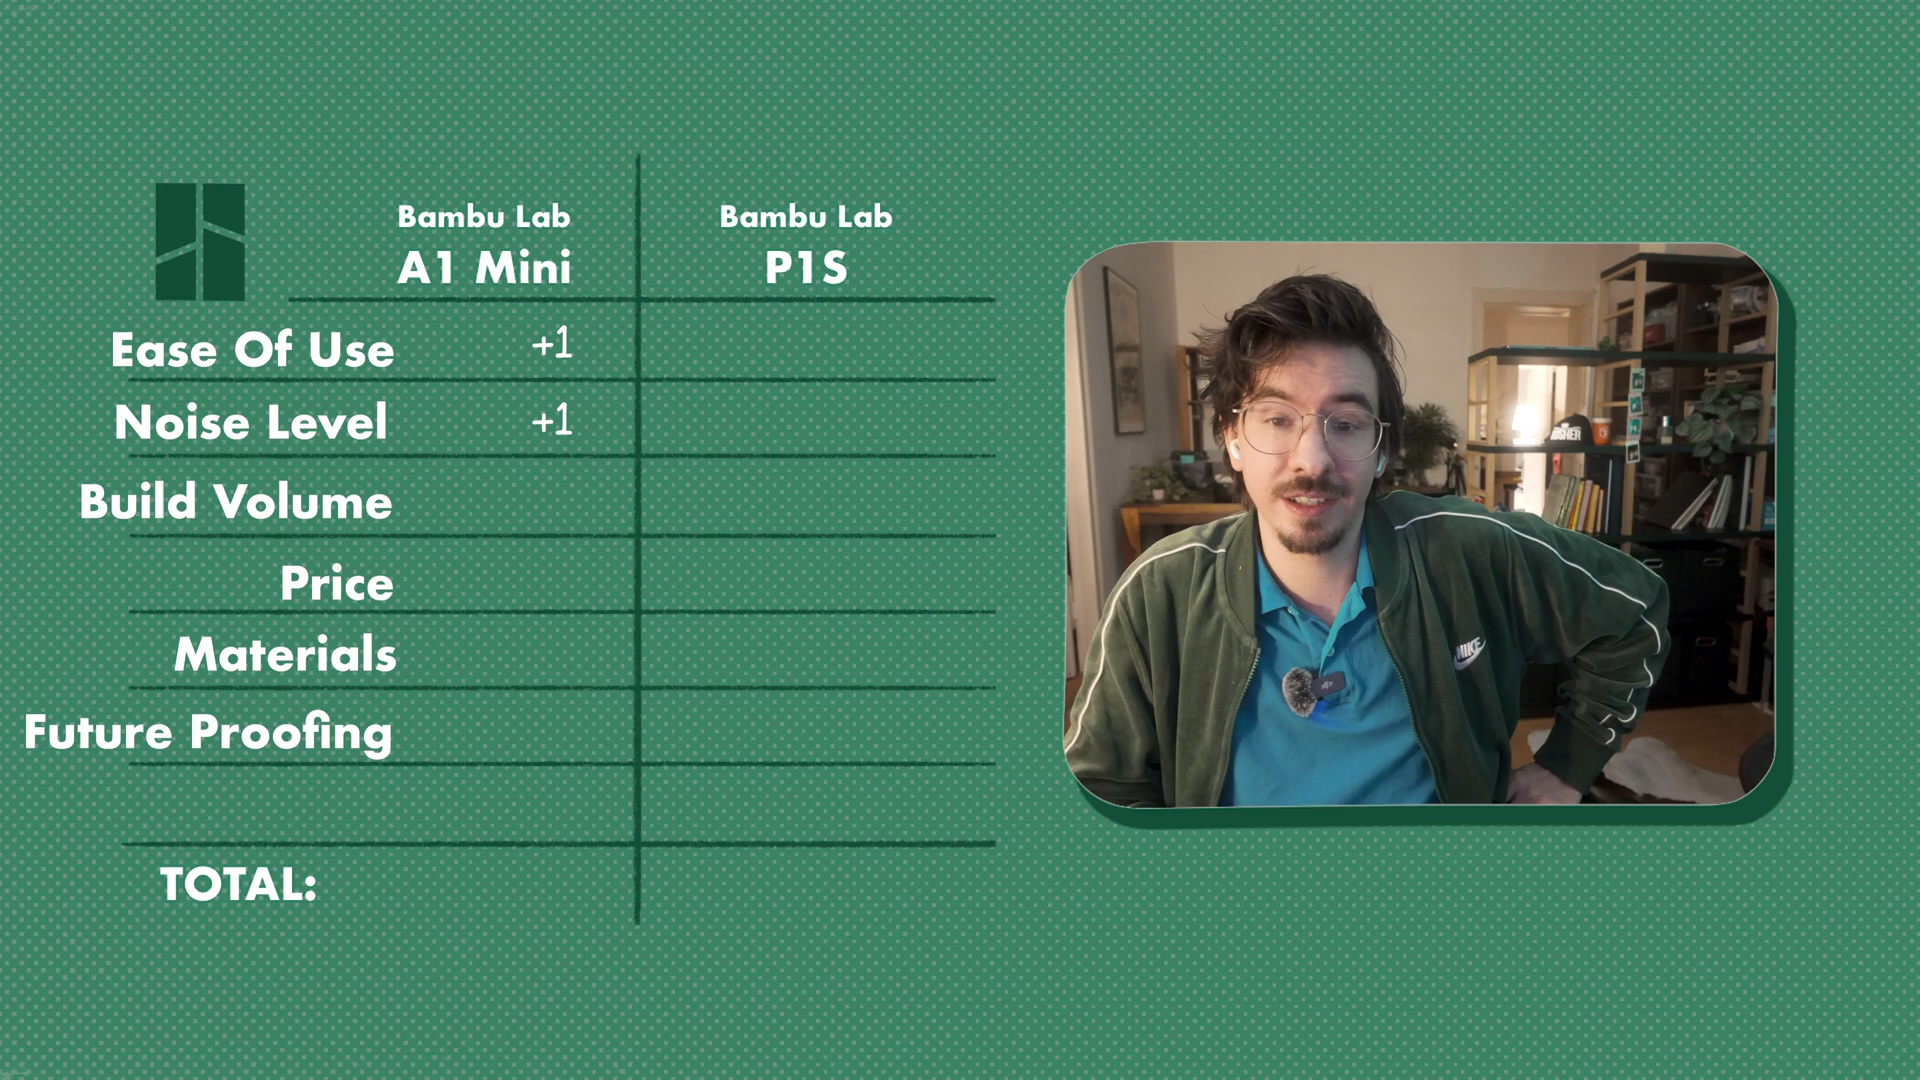 Bambu Lab
A1 Mini
Bambu Lab
P1S
Ease Of Use +1
Noise Level +1
Build Volume
Price
Materials
Future Proofing
TOTAL:
NIKE